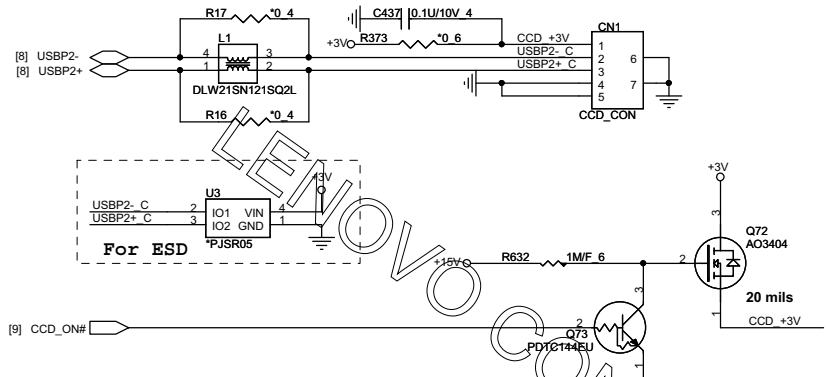 R17 *0_4
C437 0.1U/10V_4
CN1
L1
+3V R373 *0_6 CCD_+3V 1
[8] USBP2- 4 3 USBP2-_C 2 6
[8] USBP2+ 1 2 USBP2+_C 3
4 7
DLW21SN121SQ2L 5
CCD_CON
R16 *0_4
+3V
+3V
U3
USBP2-_C 2 IO1 VIN 4
USBP2+_C 3 IO2 GND 1
*PJSR05
For ESD
3
Q72
AO3404
+15V R632 1M/F_6 2
20 mils
3 1
[9] CCD_ON# 2 CCD_+3V
Q73
PDTC144EU
1
LENOVO CO